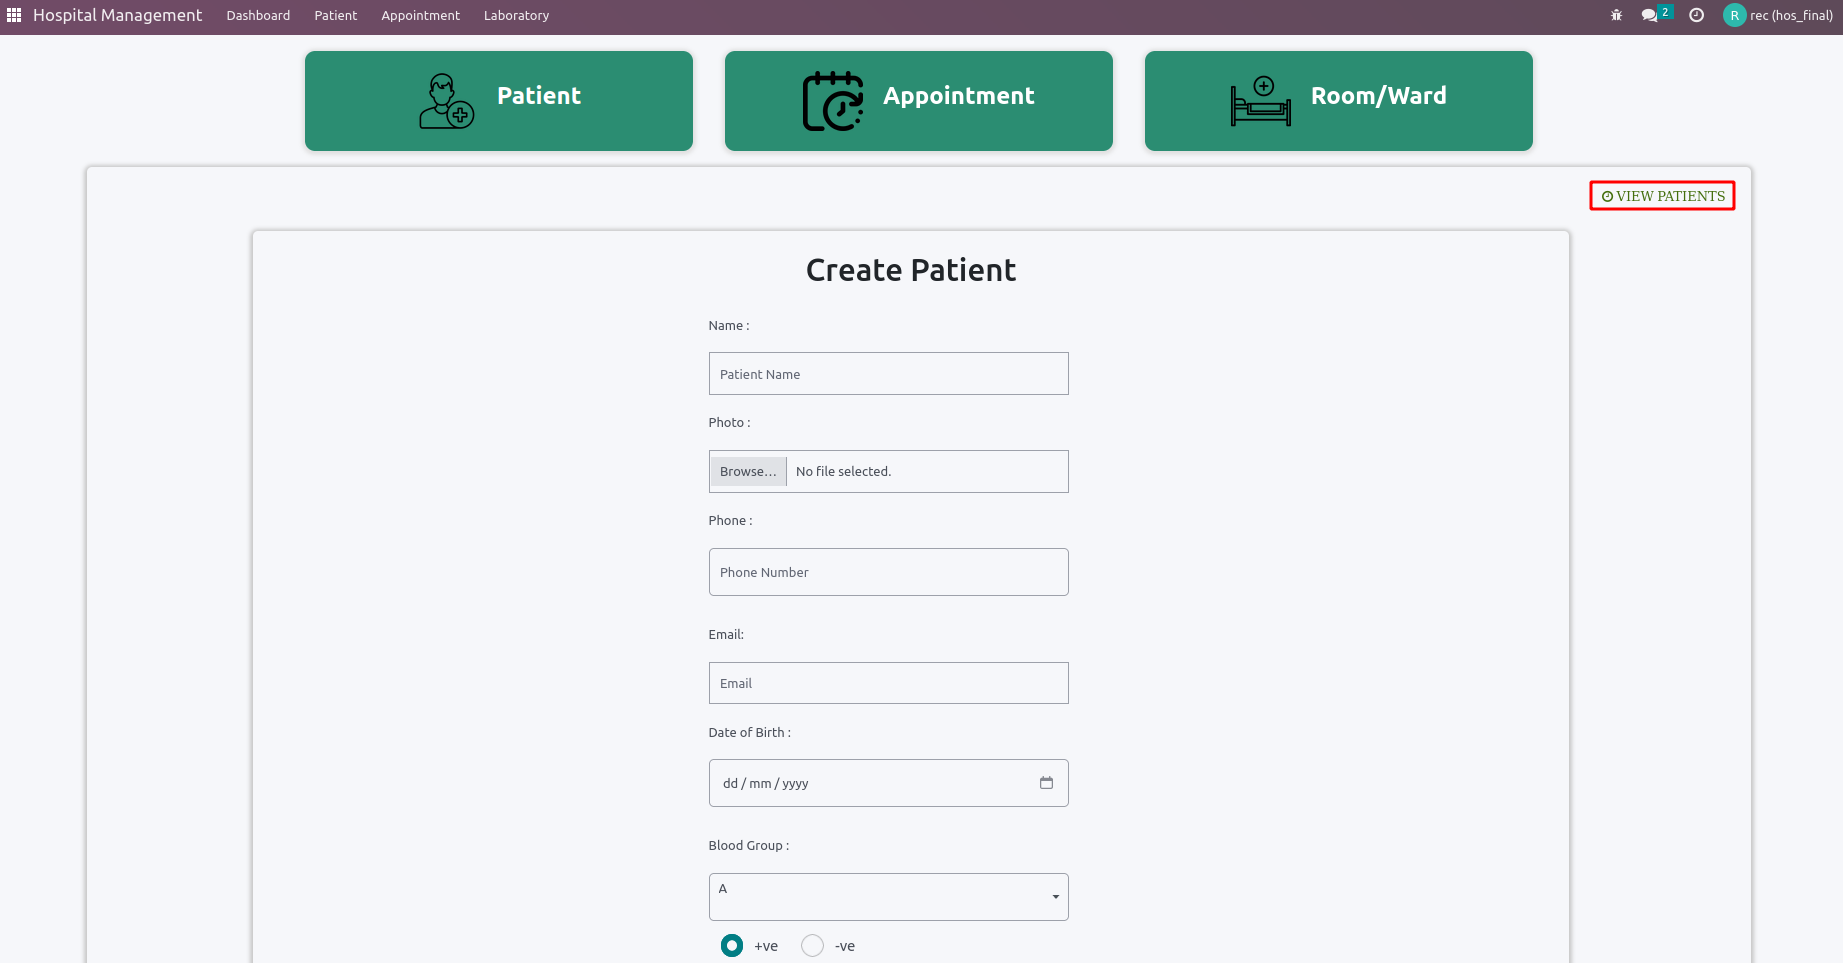 Hospital Management Dashboard Patient Appointment Laboratory 2 R rec (hos_final)
Patient Appointment Room/Ward
VIEW PATIENTS
Create Patient
Name :
Patient Name
Photo :
Browse... No file selected.
Phone :
Phone Number
Email:
Email
Date of Birth :
dd / mm / yyyy
Blood Group :
A
+ve -ve